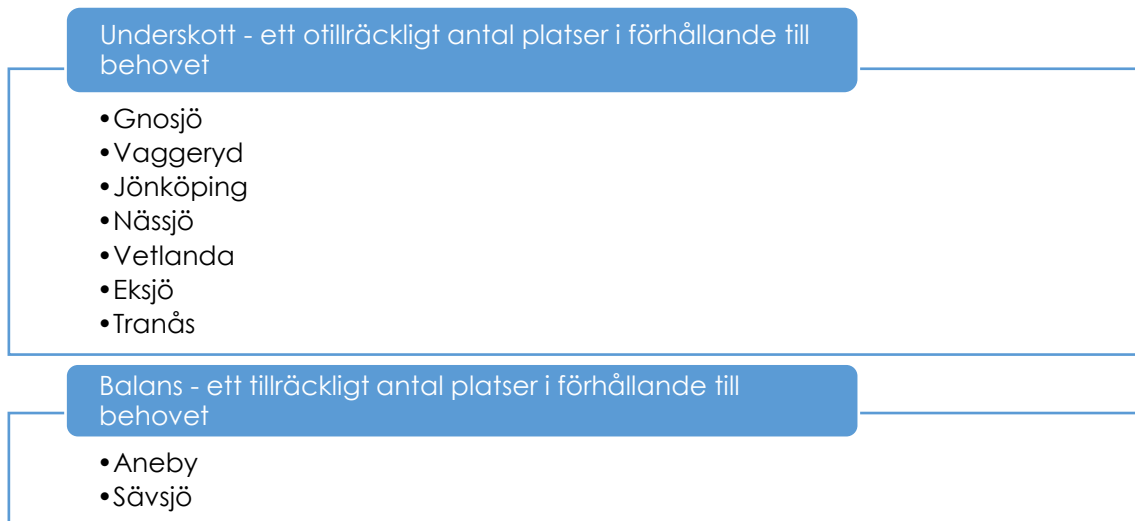 Underskott - ett otillräckligt antal platser i förhållande till
behovet
•Gnosjö
•Vaggeryd
•Jönköping
•Nässjö
•Vetlanda
•Eksjö
•Tranås
Balans - ett tillräckligt antal platser i förhållande till
behovet
•Aneby
•Sävsjö